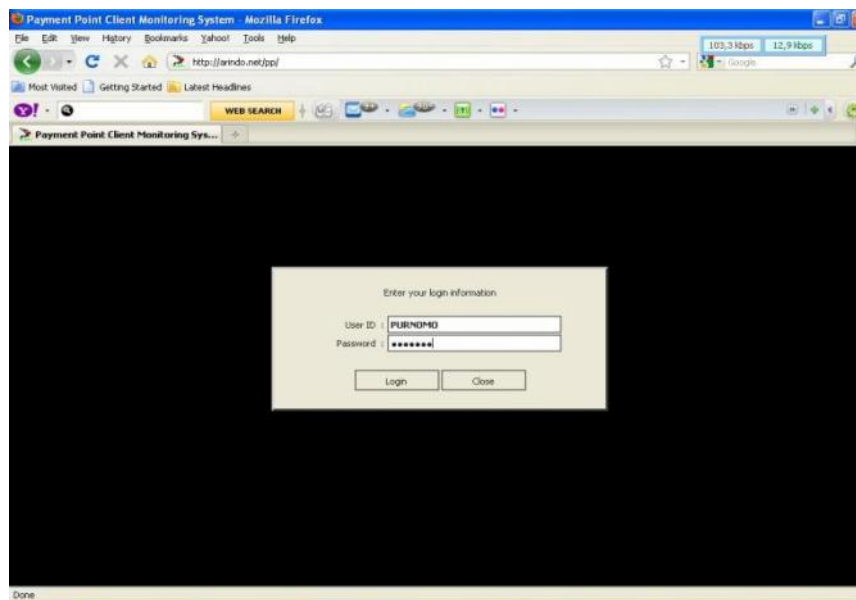 Payment Point Client Monitoring System - Mozilla Firefox
File Edit View History Bookmarks Yahoo! Tools Help
103,3 kbps 12,9 kbps
http://arindo.net/pp/
Google
Most Visited Getting Started Latest Headlines
WEB SEARCH
Payment Point Client Monitoring Sys...
Enter your login information
User ID : PURNOMO
Password : •••••••
Login Close
Done